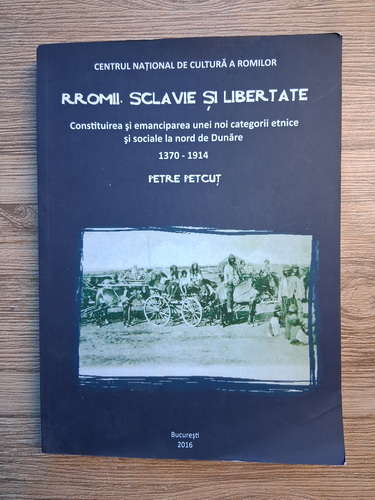 CENTRUL NAȚIONAL DE CULTURĂ A ROMILOR
RROMII. SCLAVIE ȘI LIBERTATE
Constituirea și emanciparea unei noi categorii etnice
și sociale la nord de Dunăre
1370 - 1914
PETRE PETCUȚ
București
2016